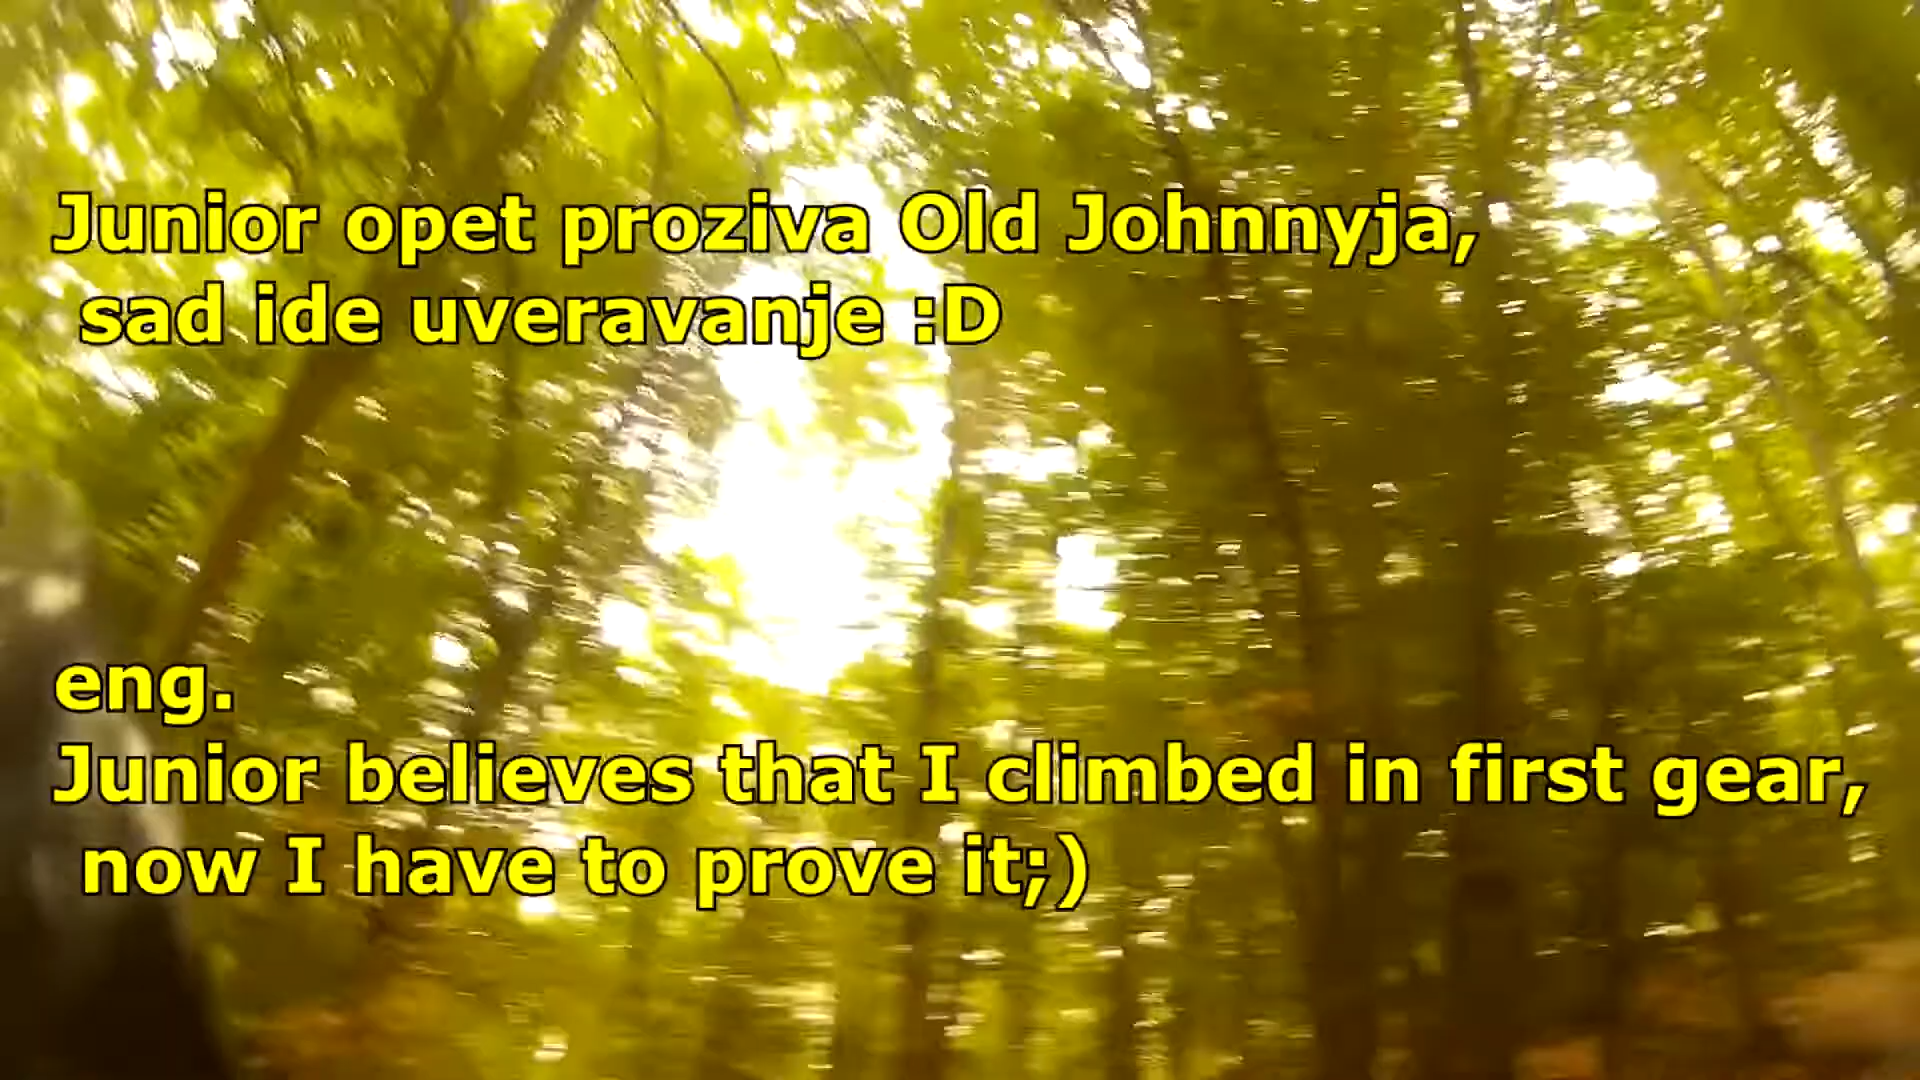 Junior opet proziva Old Johnnyja,
sad ide uveravanje :D
eng.
Junior believes that I climbed in first gear,
now I have to prove it;)